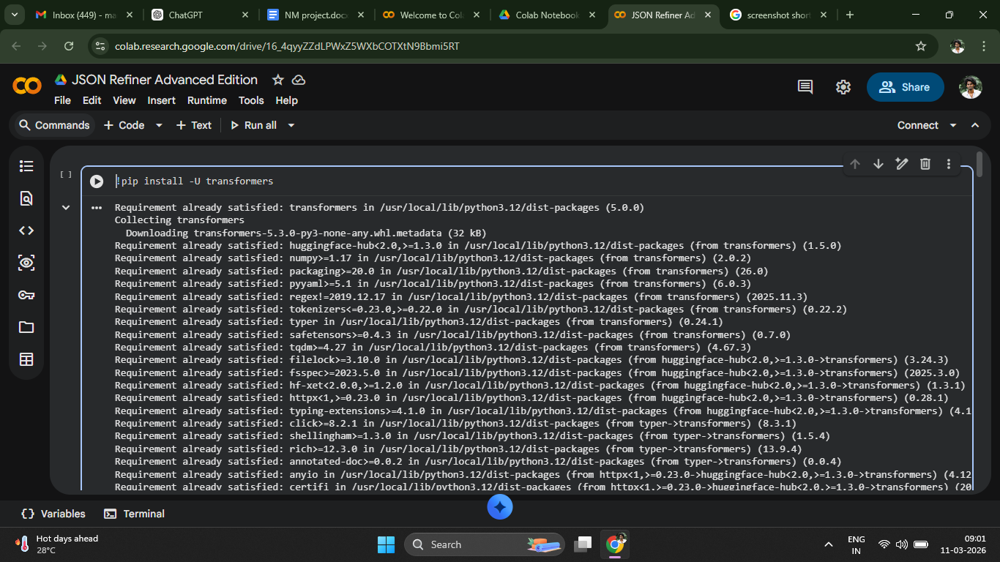 Inbox (449) - ma
ChatGPT
NM project.docx
Welcome to Cola
Colab Notebook
JSON Refiner Ad
screenshot short
colab.research.google.com/drive/16_4qyyZZdLPWxZ5WXbCOTXtN9Bbmi5RT
JSON Refiner Advanced Edition
File Edit View Insert Runtime Tools Help
Share
Commands + Code + Text Run all
Connect
[ ]
!pip install -U transformers
Requirement already satisfied: transformers in /usr/local/lib/python3.12/dist-packages (5.0.0)
Collecting transformers
Downloading transformers-5.3.0-py3-none-any.whl.metadata (32 kB)
Requirement already satisfied: huggingface-hub<2.0,>=1.3.0 in /usr/local/lib/python3.12/dist-packages (from transformers) (1.5.0)
Requirement already satisfied: numpy>=1.17 in /usr/local/lib/python3.12/dist-packages (from transformers) (2.0.2)
Requirement already satisfied: packaging>=20.0 in /usr/local/lib/python3.12/dist-packages (from transformers) (26.0)
Requirement already satisfied: pyyaml>=5.1 in /usr/local/lib/python3.12/dist-packages (from transformers) (6.0.3)
Requirement already satisfied: regex!=2019.12.17 in /usr/local/lib/python3.12/dist-packages (from transformers) (2025.11.3)
Requirement already satisfied: tokenizers<=0.23.0,>=0.22.0 in /usr/local/lib/python3.12/dist-packages (from transformers) (0.22.2)
Requirement already satisfied: typer in /usr/local/lib/python3.12/dist-packages (from transformers) (0.24.1)
Requirement already satisfied: safetensors>=0.4.3 in /usr/local/lib/python3.12/dist-packages (from transformers) (0.7.0)
Requirement already satisfied: tqdm>=4.27 in /usr/local/lib/python3.12/dist-packages (from transformers) (4.67.3)
Requirement already satisfied: filelock>=3.10.0 in /usr/local/lib/python3.12/dist-packages (from huggingface-hub<2.0,>=1.3.0->transformers) (3.24.3)
Requirement already satisfied: fsspec>=2023.5.0 in /usr/local/lib/python3.12/dist-packages (from huggingface-hub<2.0,>=1.3.0->transformers) (2025.3.0)
Requirement already satisfied: hf-xet<2.0.0,>=1.2.0 in /usr/local/lib/python3.12/dist-packages (from huggingface-hub<2.0,>=1.3.0->transformers) (1.3.1)
Requirement already satisfied: httpx<1,>=0.23.0 in /usr/local/lib/python3.12/dist-packages (from huggingface-hub<2.0,>=1.3.0->transformers) (0.28.1)
Requirement already satisfied: typing-extensions>=4.1.0 in /usr/local/lib/python3.12/dist-packages (from huggingface-hub<2.0,>=1.3.0->transformers) (4.1
Requirement already satisfied: click>=8.2.1 in /usr/local/lib/python3.12/dist-packages (from typer->transformers) (8.3.1)
Requirement already satisfied: shellingham>=1.3.0 in /usr/local/lib/python3.12/dist-packages (from typer->transformers) (1.5.4)
Requirement already satisfied: rich>=12.3.0 in /usr/local/lib/python3.12/dist-packages (from typer->transformers) (13.9.4)
Requirement already satisfied: annotated-doc>=0.0.2 in /usr/local/lib/python3.12/dist-packages (from typer->transformers) (0.0.4)
Requirement already satisfied: anyio in /usr/local/lib/python3.12/dist-packages (from httpx<1,>=0.23.0->huggingface-hub<2.0,>=1.3.0->transformers) (4.12
Requirement already satisfied: certifi in /usr/local/lib/python3.12/dist-packages (from httpx<1,>=0.23.0->huggingface-hub<2.0,>=1.3.0->transformers) (20
{} Variables Terminal
Hot days ahead
28°C
Search
ENG
IN
09:01
11-03-2026